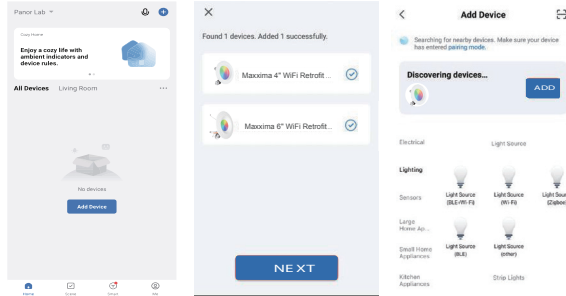 Panor Lab
Cozy Home
Enjoy a cozy life with
ambient indicators and
device rules.
All Devices Living Room ...
No devices
Add Device
Home Scene Smart Me
Found 1 devices. Added 1 successfully.
Maxxima 4" WiFi Retrofit ...
Maxxima 6" WiFi Retrofit...
NEXT
Add Device
Searching for nearby devices. Make sure your device
has entered pairing mode.
Discovering devices...
ADD
Electrical
Light Source
Lighting
Sensors
Light Source
(BLE+Wi-Fi)
Light Source
(Wi-Fi)
Light Sour
(Zigbee)
Large
Home Ap...
Small Home
Appliances
Light Source
(BLE)
Light Source
(other)
Kitchen
Appliances
Strip Lights